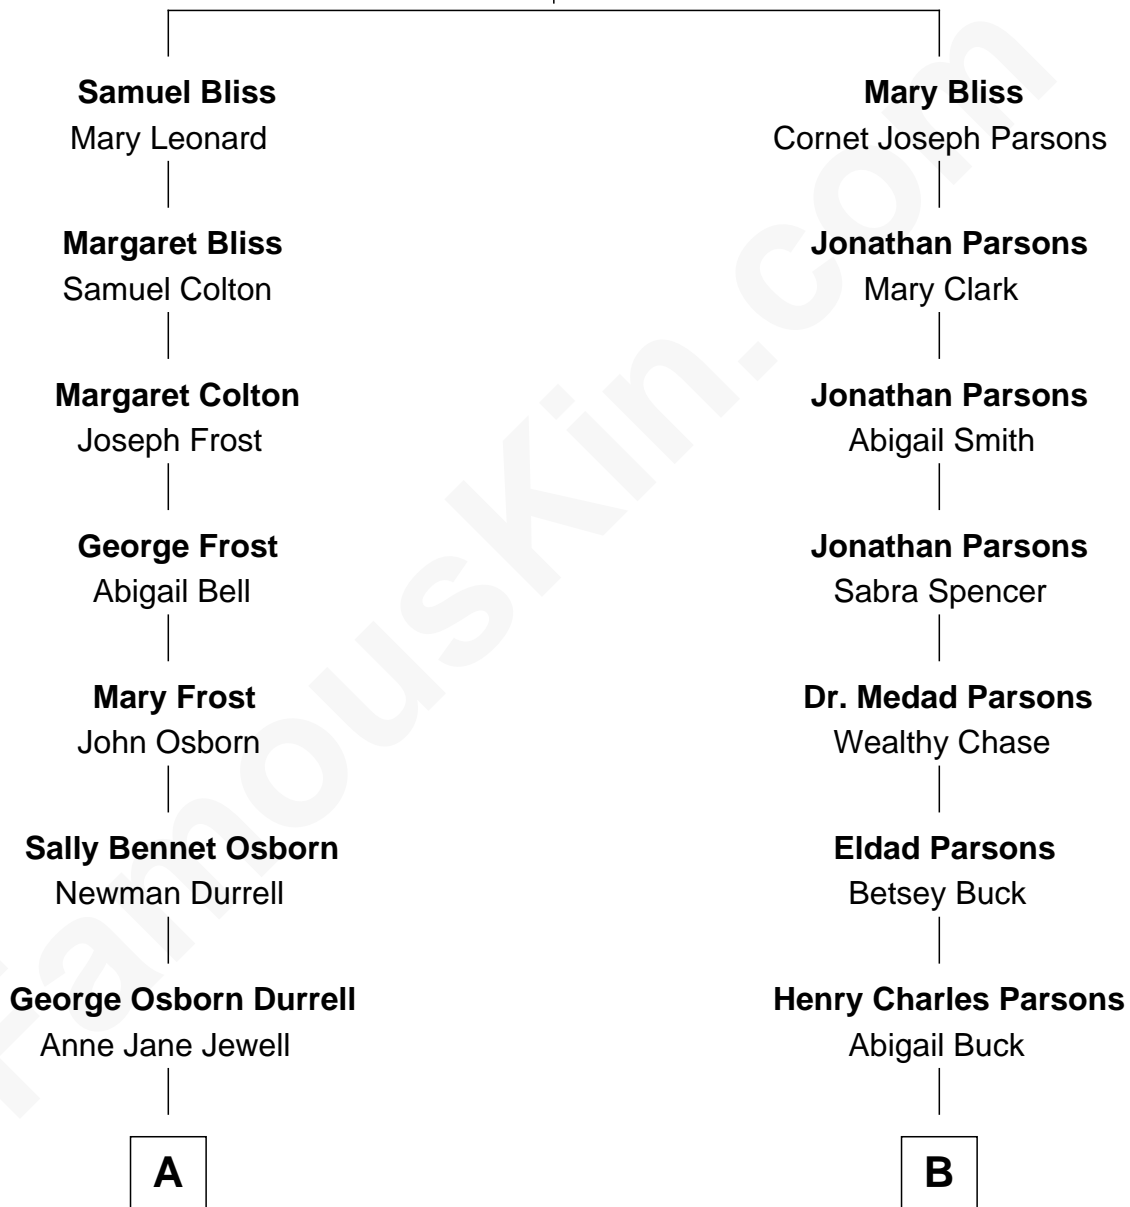 Samuel Bliss
Mary Leonard
Margaret Bliss
Samuel Colton
Margaret Colton
Joseph Frost
George Frost
Abigail Bell
Mary Frost
John Osborn
Sally Bennet Osborn
Newman Durrell
George Osborn Durrell
Anne Jane Jewell
A
Mary Bliss
Cornet Joseph Parsons
Jonathan Parsons
Mary Clark
Jonathan Parsons
Abigail Smith
Jonathan Parsons
Sabra Spencer
Dr. Medad Parsons
Wealthy Chase
Eldad Parsons
Betsey Buck
Henry Charles Parsons
Abigail Buck
B
FamousKin.com